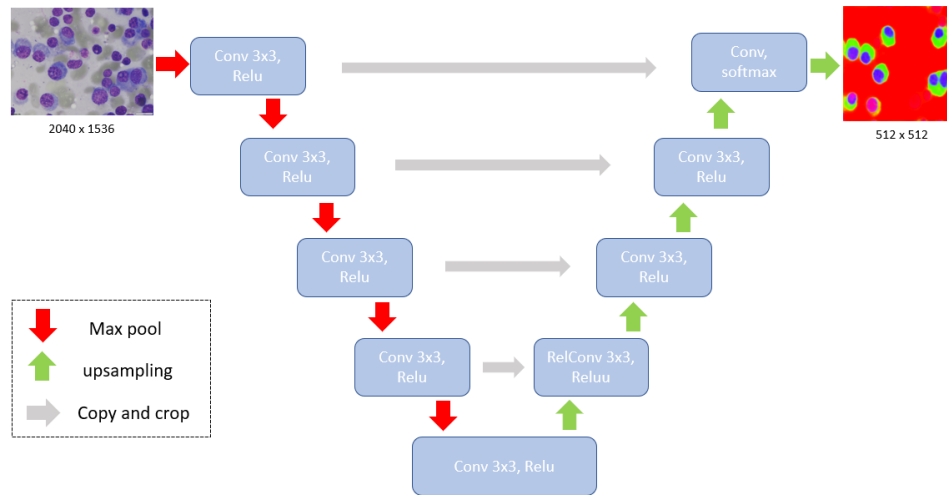 Conv 3x3,
Relu
Conv,
softmax
2040 x 1536
512 x 512
Conv 3x3,
Relu
Conv 3x3,
Relu
Conv 3x3,
Relu
Conv 3x3,
Relu
Max pool
upsampling
Copy and crop
Conv 3x3,
Relu
RelConv 3x3,
Reluu
Conv 3x3, Relu